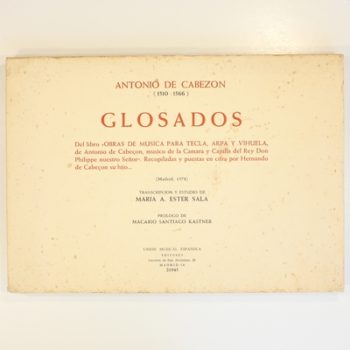 ANTONIO DE CABEZON
(1510 - 1566)
GLOSADOS
Del libro «OBRAS DE MUSICA PARA TECLA, ARPA Y VIHUELA,
de Antonio de Cabeçon, musico de la Camara y Capilla del Rey Don
Philippe nuestro Señor». Recopiladas y puestas en cifra por Hernando
de Cabeçon su hijo...
(Madrid, 1578)
TRANSCRIPCION Y ESTUDIO DE
MARIA A. ESTER SALA
PROLOGO DE
MACARIO SANTIAGO KASTNER
UNION MUSICAL ESPAÑOLA
EDITORES
MADRID-14